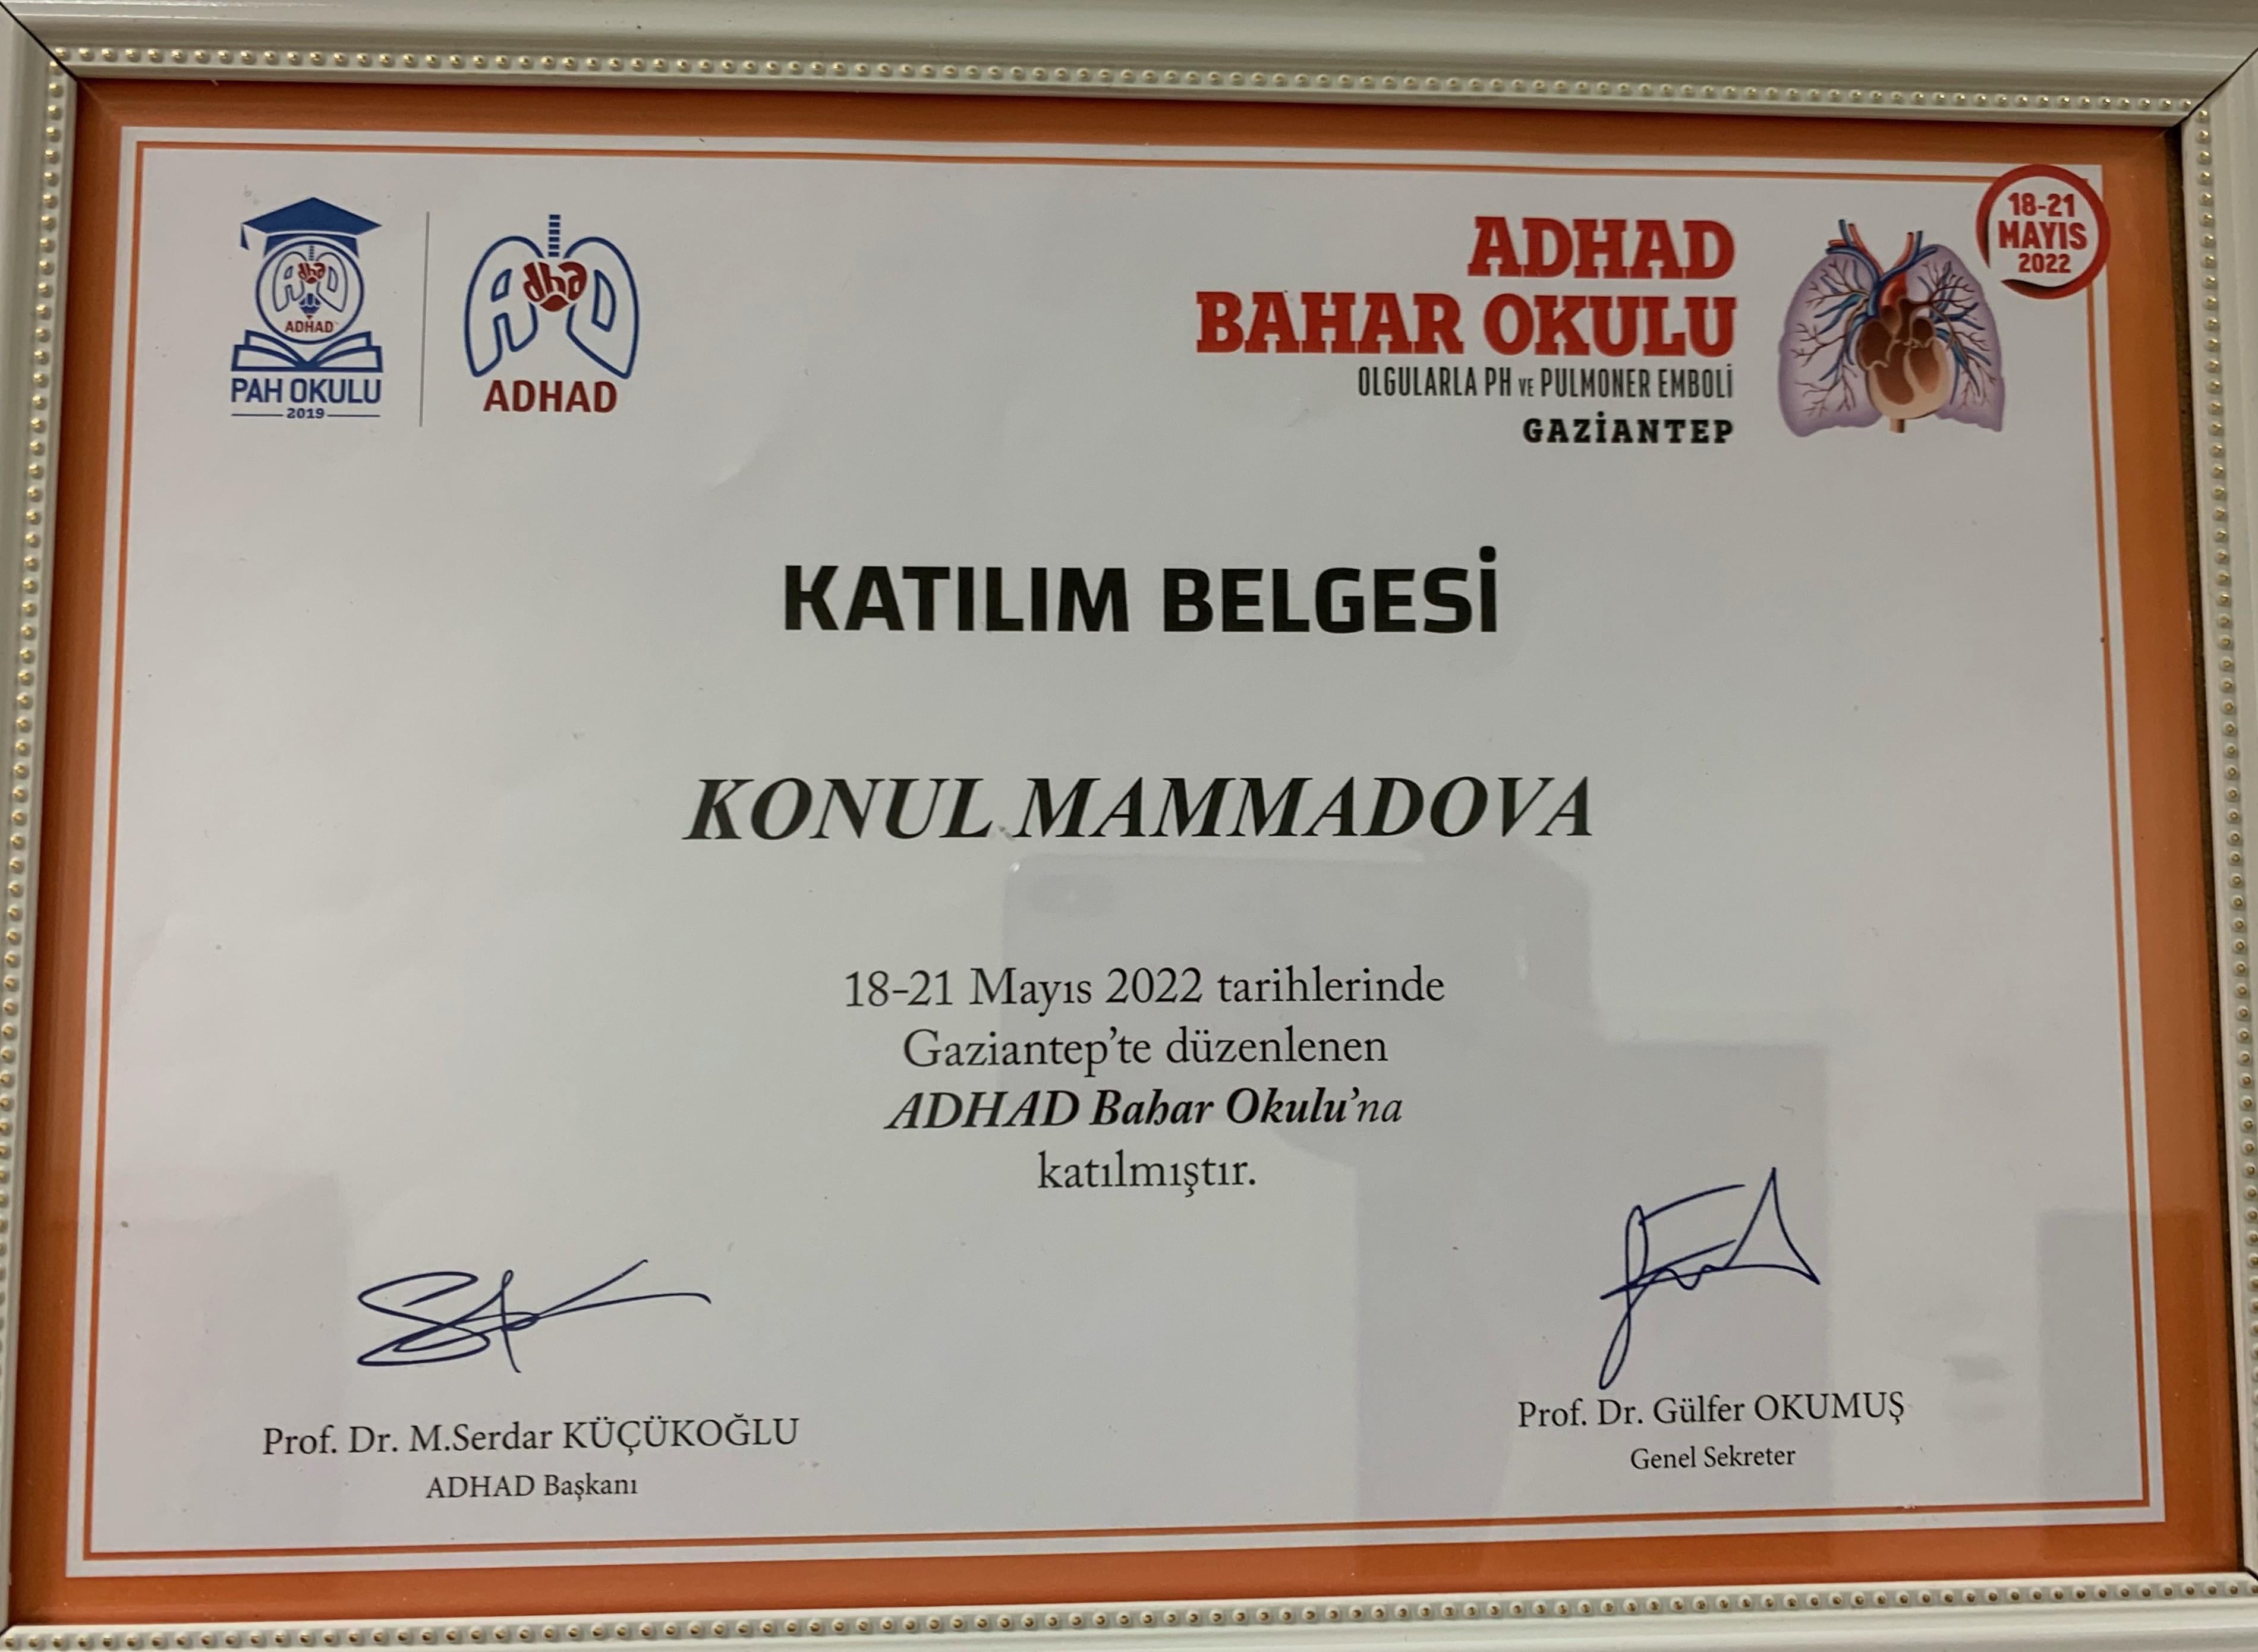 PAH OKULU
2019
ADHAD
adhad
ADHAD
ADHAD
BAHAR OKULU
OLGULARLA PH VE PULMONER EMBOLİ
GAZİANTEP
18-21
MAYIS
2022
KATILIM BELGESİ
KONUL MAMMADOVA
18-21 Mayıs 2022 tarihlerinde
Gaziantep’te düzenlenen
ADHAD Bahar Okulu’na
katılmıştır.
Prof. Dr. M.Serdar KÜÇÜKOĞLU
ADHAD Başkanı
Prof. Dr. Gülfer OKUMUŞ
Genel Sekreter